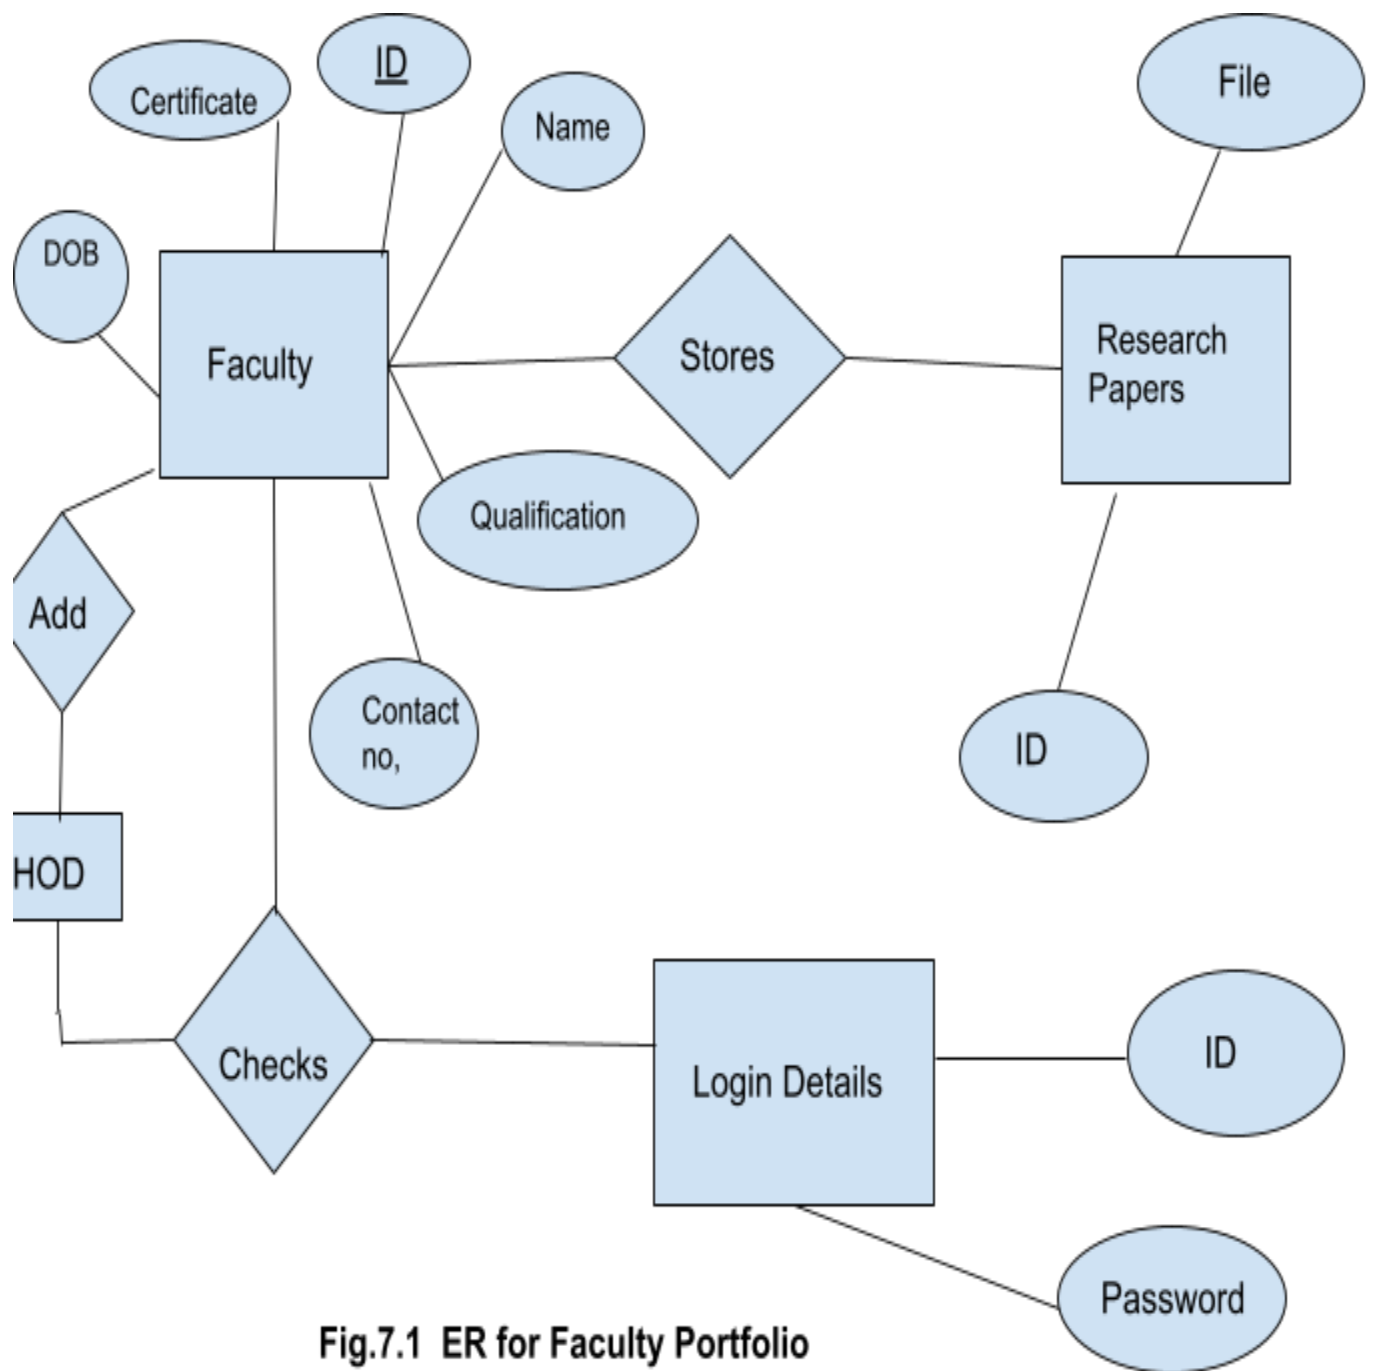 ID
Certificate
Name
File
DOB
Faculty
Stores
Research
Papers
Qualification
Add
Contact
no,
ID
HOD
Checks
Login Details
ID
Password
Fig.7.1 ER for Faculty Portfolio